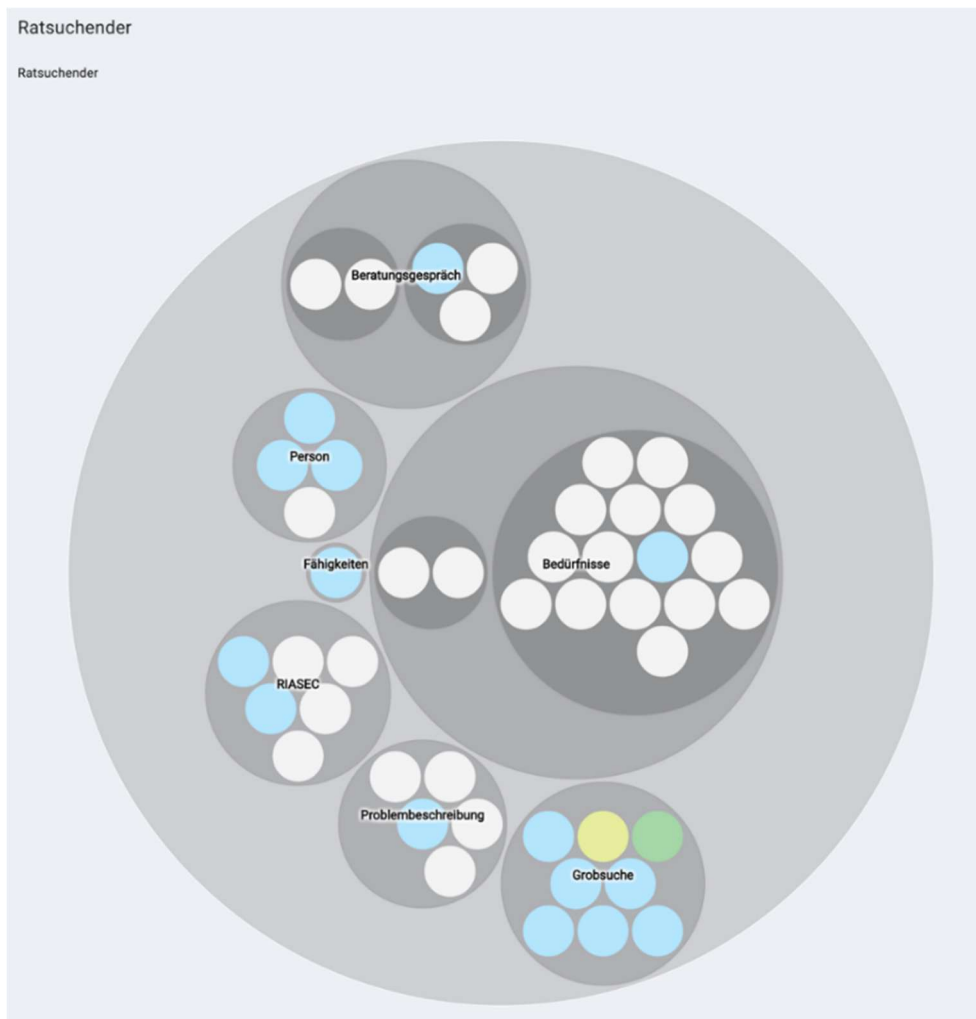 Ratsuchender
Ratsuchender
Beratungsgespräch
Person
Fähigkeiten
Bedürfnisse
RIASEC
Problembeschreibung
Grobsuche